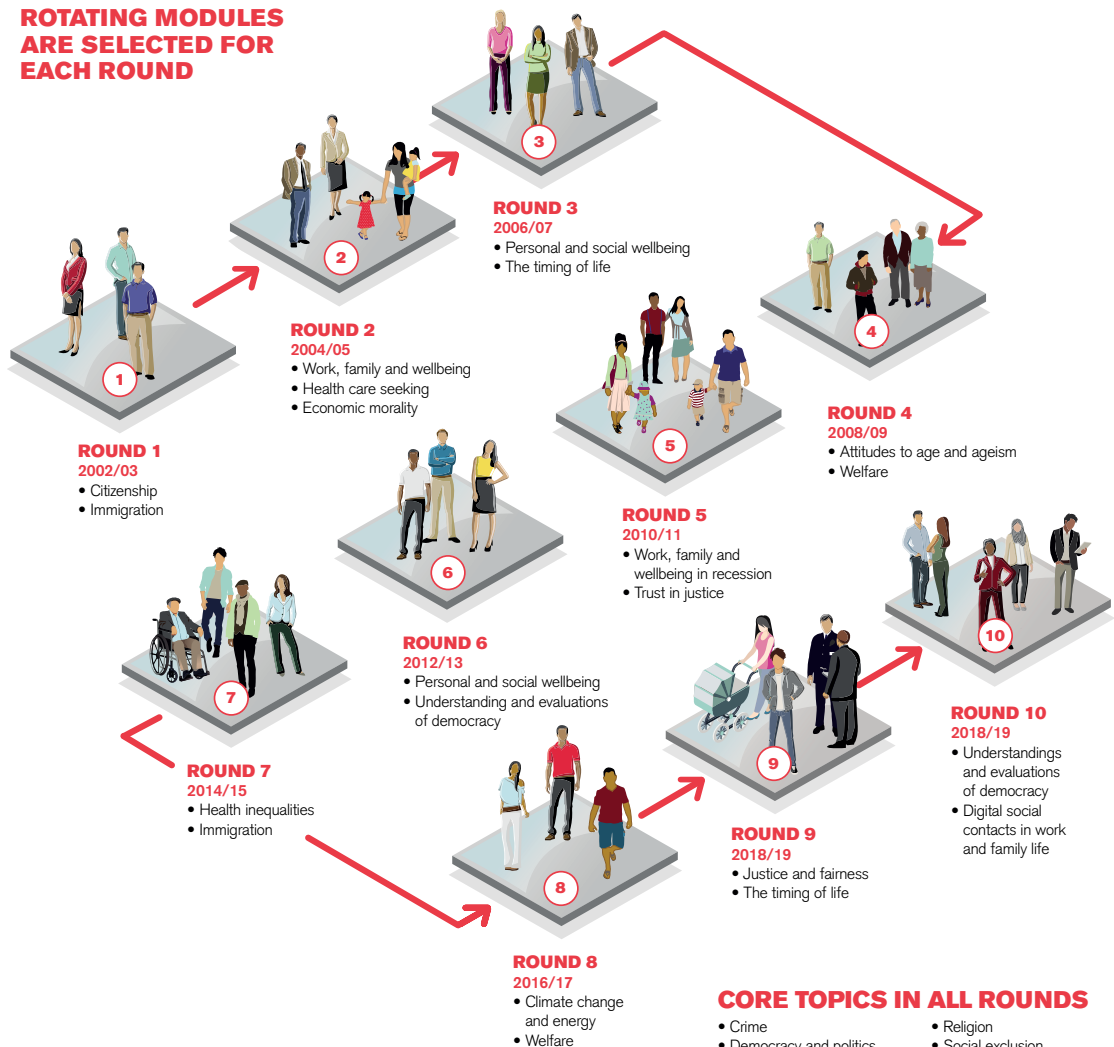 ROTATING MODULES
ARE SELECTED FOR
EACH ROUND
1
ROUND 1
2002/03
• Citizenship
• Immigration
2
ROUND 2
2004/05
• Work, family and wellbeing
• Health care seeking
• Economic morality
3
ROUND 3
2006/07
• Personal and social wellbeing
• The timing of life
4
ROUND 4
2008/09
• Attitudes to age and ageism
• Welfare
5
ROUND 5
2010/11
• Work, family and
wellbeing in recession
• Trust in justice
6
ROUND 6
2012/13
• Personal and social wellbeing
• Understanding and evaluations
of democracy
7
ROUND 7
2014/15
• Health inequalities
• Immigration
8
ROUND 8
2016/17
• Climate change
and energy
• Welfare
9
ROUND 9
2018/19
• Justice and fairness
• The timing of life
10
ROUND 10
2018/19
• Understandings
and evaluations
of democracy
• Digital social
contacts in work
and family life
CORE TOPICS IN ALL ROUNDS
• Crime
• Democracy and politics
• Religion
• Social exclusion